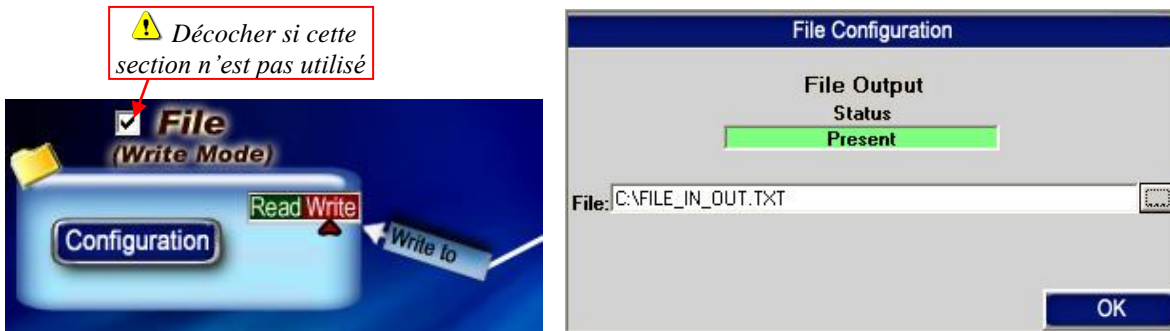 Décocher si cette
section n’est pas utilisé
File
(Write Mode)
Read Write
Configuration
Write to
File Configuration
File Output
Status
Present
File: C:\FILE_IN_OUT.TXT
...
OK